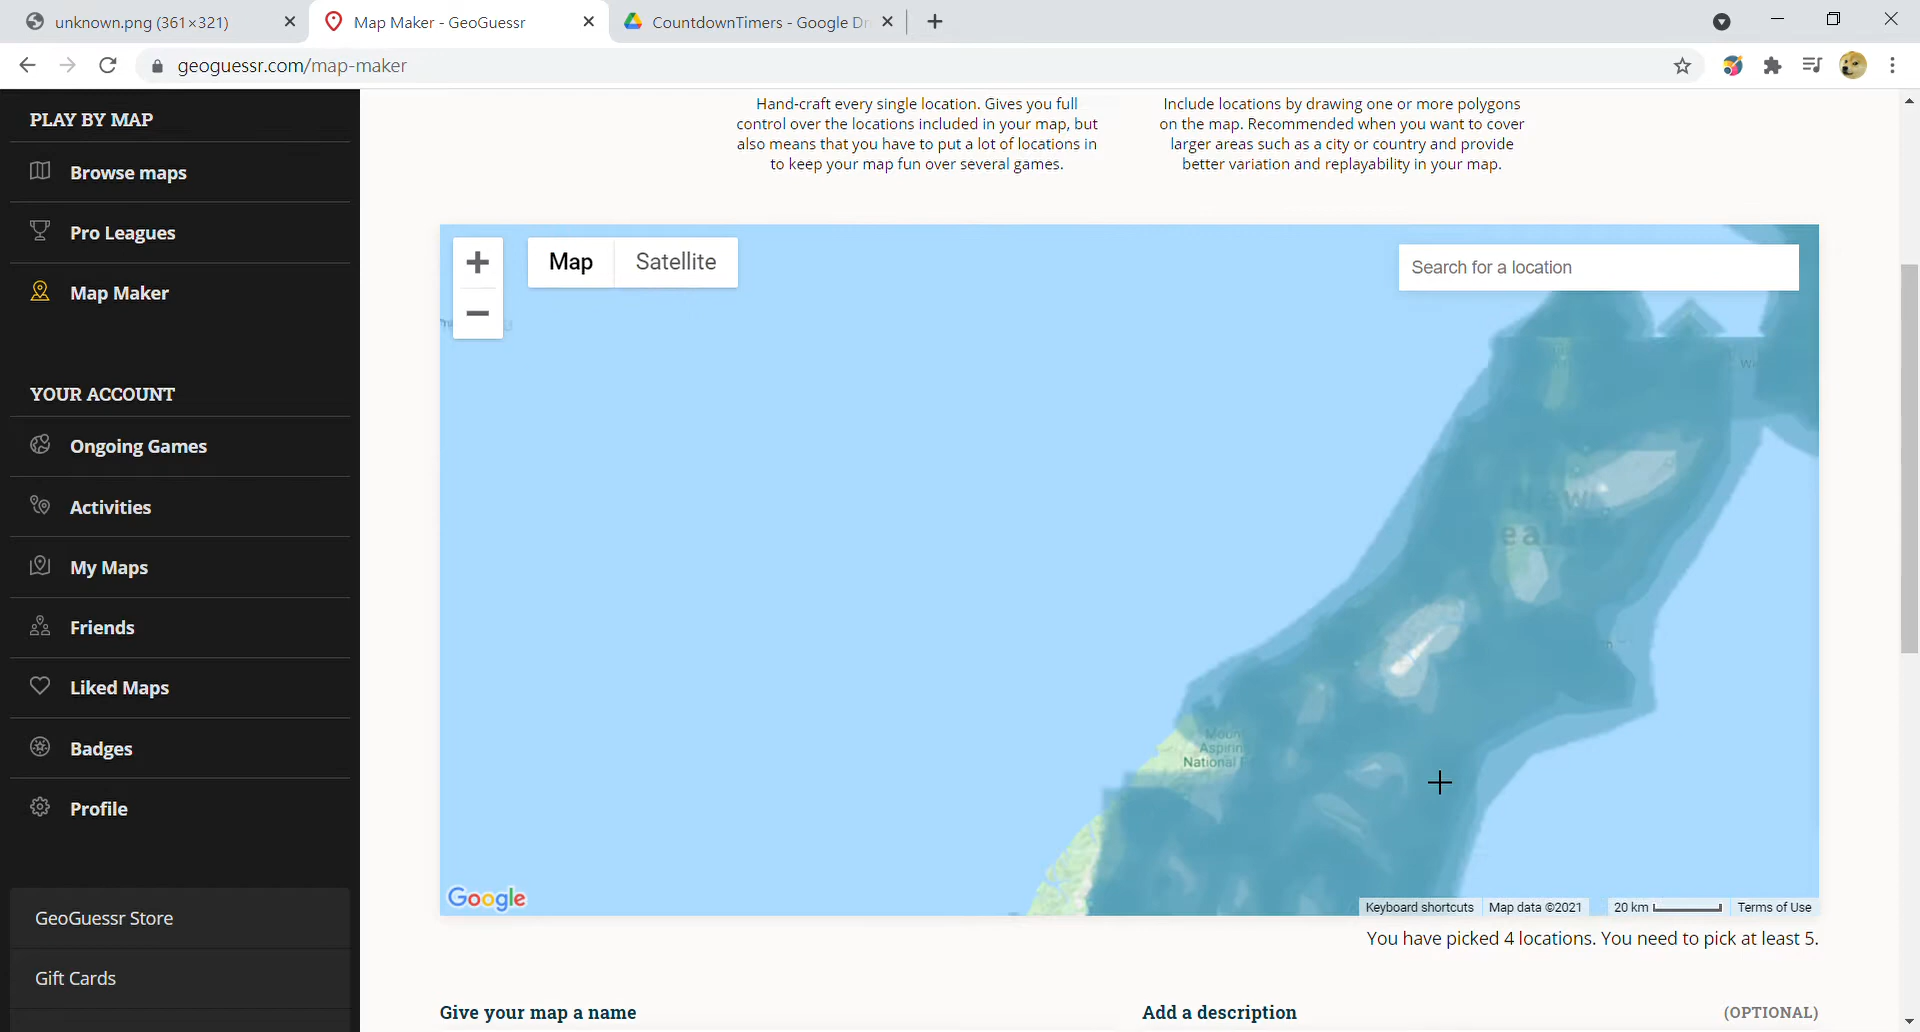 unknown.png (361×321)
Map Maker - GeoGuessr
CountdownTimers - Google Dr
geoguessr.com/map-maker
PLAY BY MAP
Browse maps
Pro Leagues
Map Maker
YOUR ACCOUNT
Ongoing Games
Activities
My Maps
Friends
Liked Maps
Badges
Profile
GeoGuessr Store
Gift Cards
Hand-craft every single location. Gives you full
control over the locations included in your map, but
also means that you have to put a lot of locations in
to keep your map fun over several games.
Include locations by drawing one or more polygons
on the map. Recommended when you want to cover
larger areas such as a city or country and provide
better variation and replayability in your map.
Map
Satellite
Search for a location
New
eal
Mount
Aspiring
National P
Google
Keyboard shortcuts
Map data ©2021
20 km
Terms of Use
You have picked 4 locations. You need to pick at least 5.
Give your map a name
Add a description
(OPTIONAL)